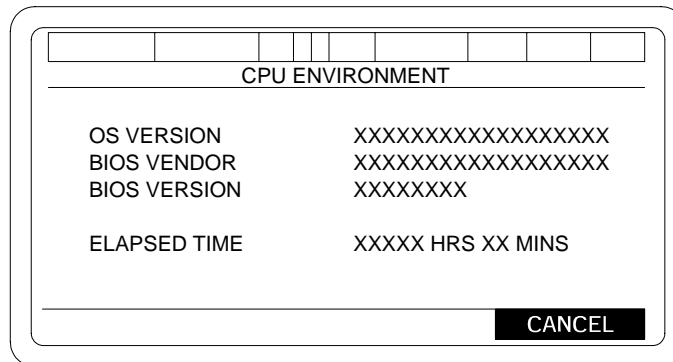 CPU ENVIRONMENT
OS VERSION XXXXXXXXXXXXXXXXXX
BIOS VENDOR XXXXXXXXXXXXXXXXXX
BIOS VERSION XXXXXXXX
ELAPSED TIME XXXXX HRS XX MINS
CANCEL